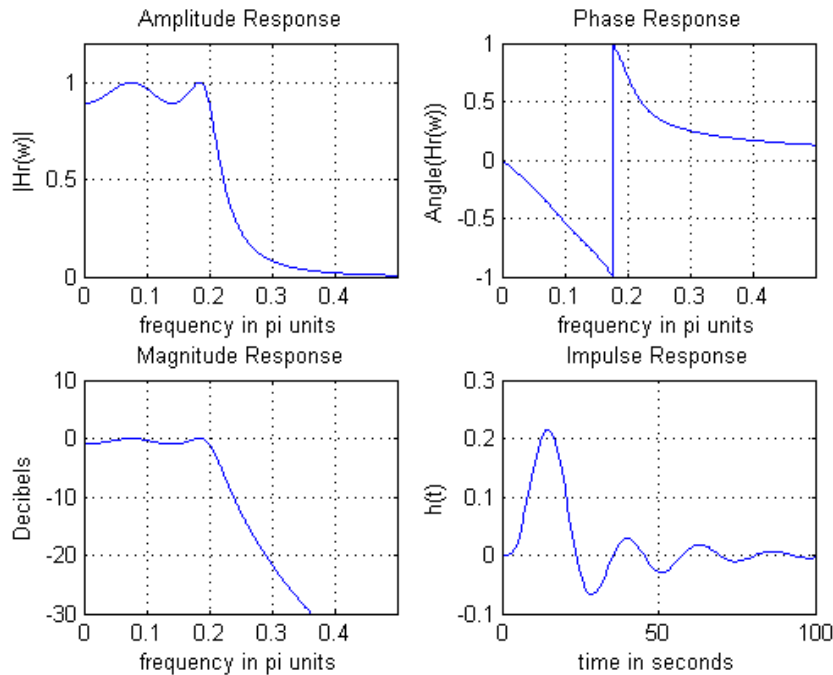 Amplitude Response
1
0.5
0
|Hr(w)|
0 0.1 0.2 0.3 0.4
frequency in pi units
Phase Response
1
0.5
0
-0.5
-1
Angle(Hr(w))
0 0.1 0.2 0.3 0.4
frequency in pi units
Magnitude Response
10
0
-10
-20
-30
Decibels
0 0.1 0.2 0.3 0.4
frequency in pi units
Impulse Response
0.3
0.2
0.1
0
-0.1
h(t)
0 50 100
time in seconds